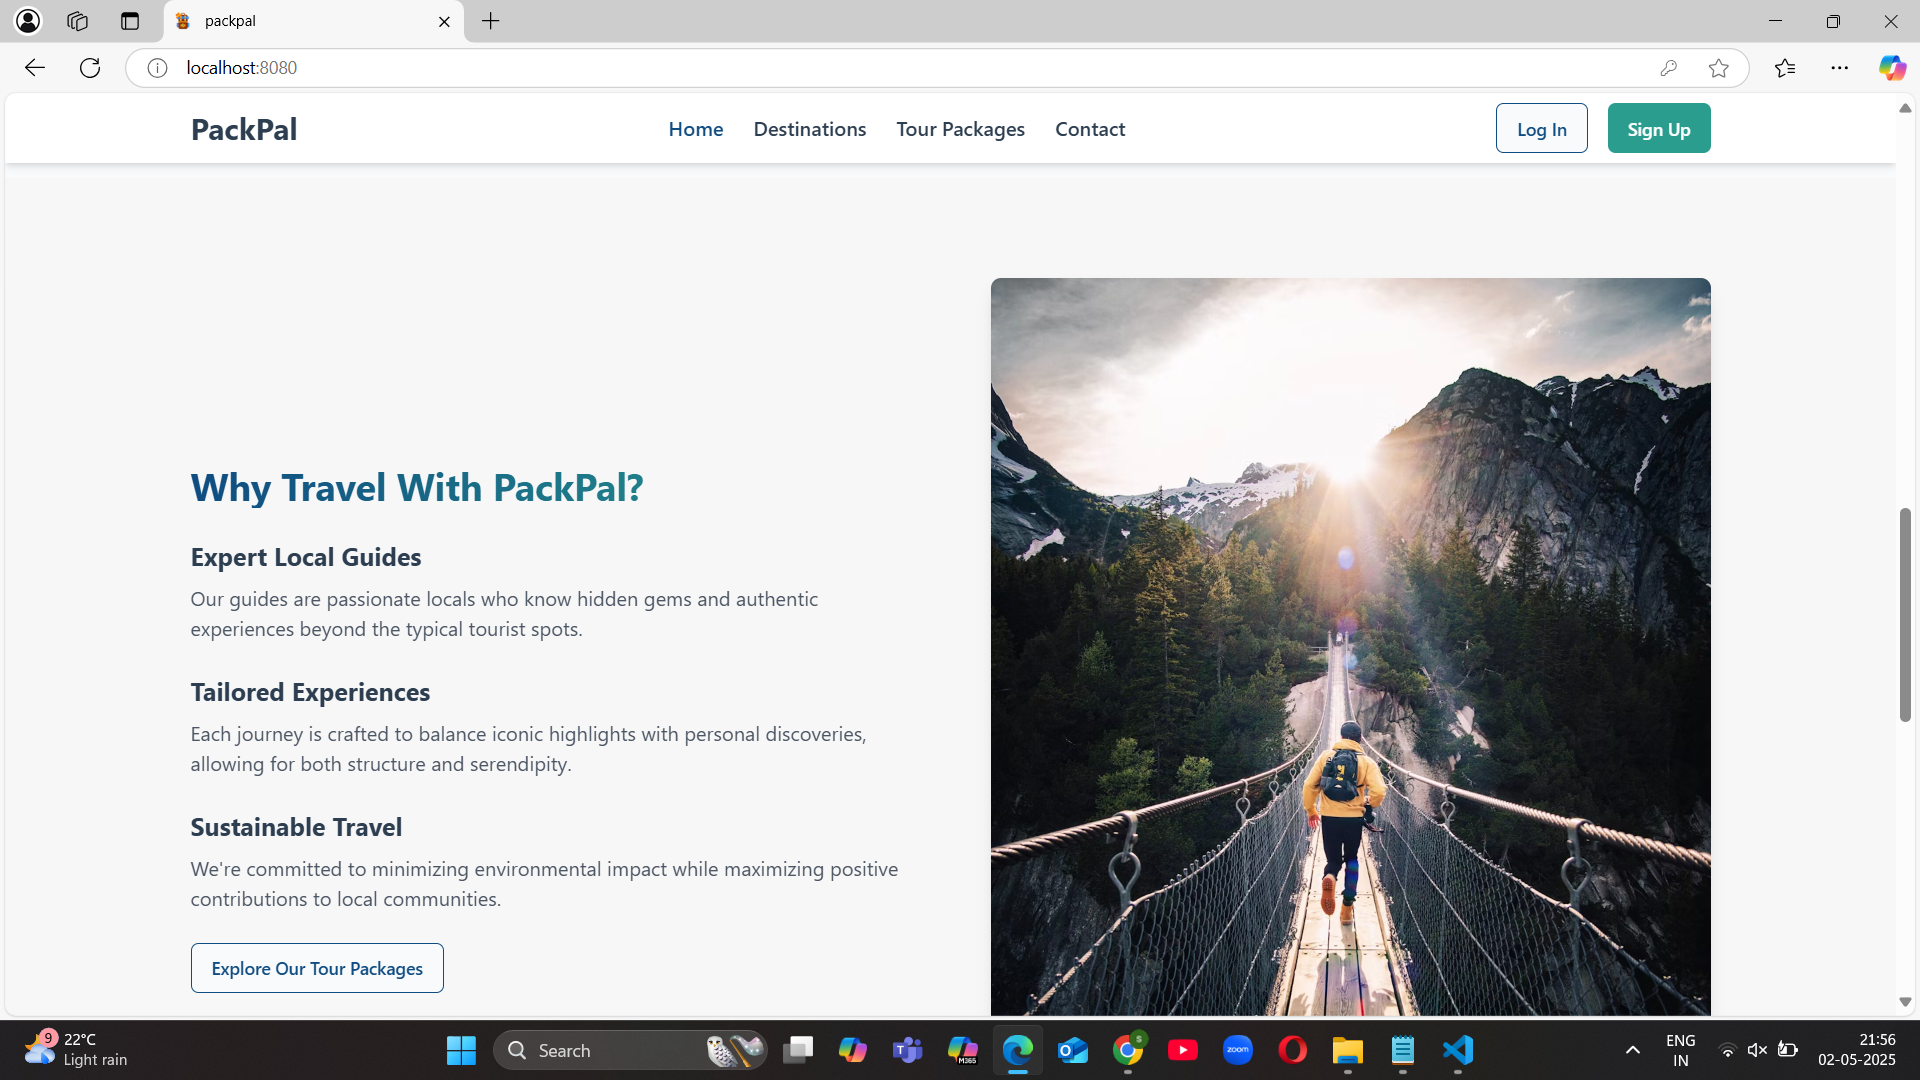 packpal
localhost:8080
PackPal
Home Destinations Tour Packages Contact
Log In
Sign Up
Why Travel With PackPal?
Expert Local Guides
Our guides are passionate locals who know hidden gems and authentic
experiences beyond the typical tourist spots.
Tailored Experiences
Each journey is crafted to balance iconic highlights with personal discoveries,
allowing for both structure and serendipity.
Sustainable Travel
We're committed to minimizing environmental impact while maximizing positive
contributions to local communities.
Explore Our Tour Packages
9
22°C
Light rain
Search
M365
zoom
S
ENG
IN
21:56
02-05-2025